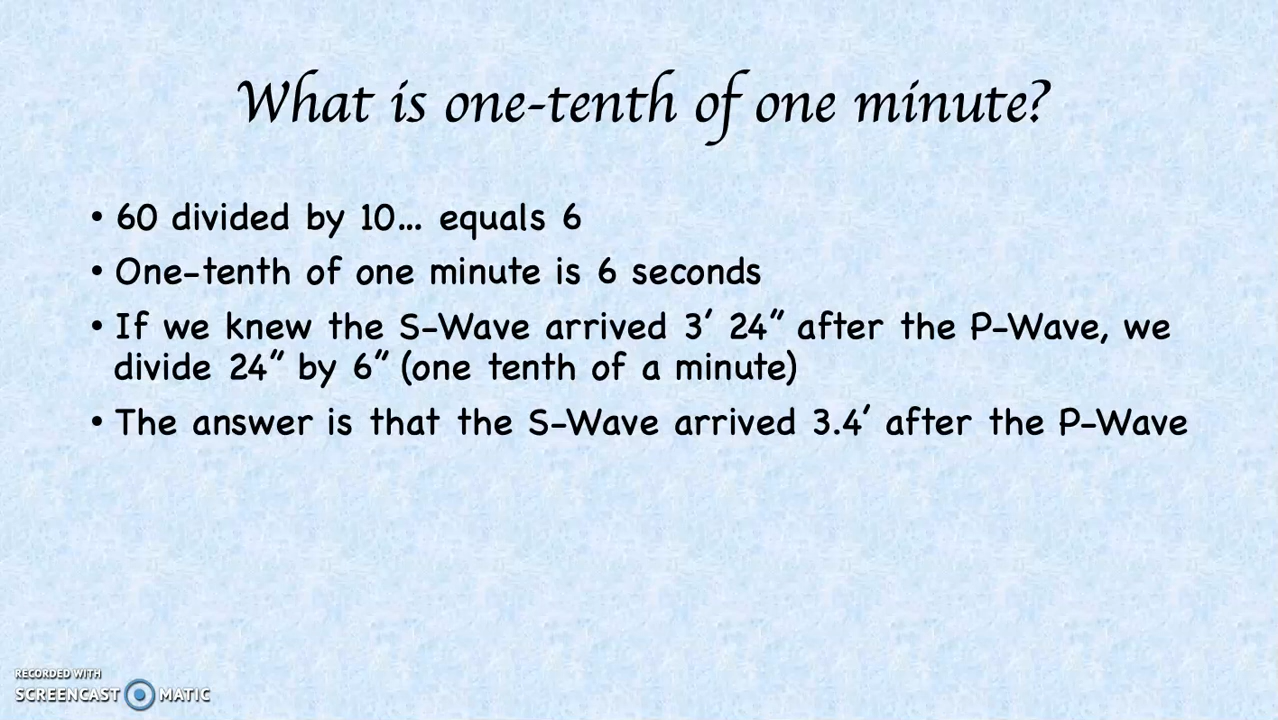 What is one-tenth of one minute?
• 60 divided by 10... equals 6
• One-tenth of one minute is 6 seconds
• If we knew the S-Wave arrived 3′ 24″ after the P-Wave, we
divide 24″ by 6″ (one tenth of a minute)
• The answer is that the S-Wave arrived 3.4′ after the P-Wave
RECORDED WITH
SCREENCAST MATIC